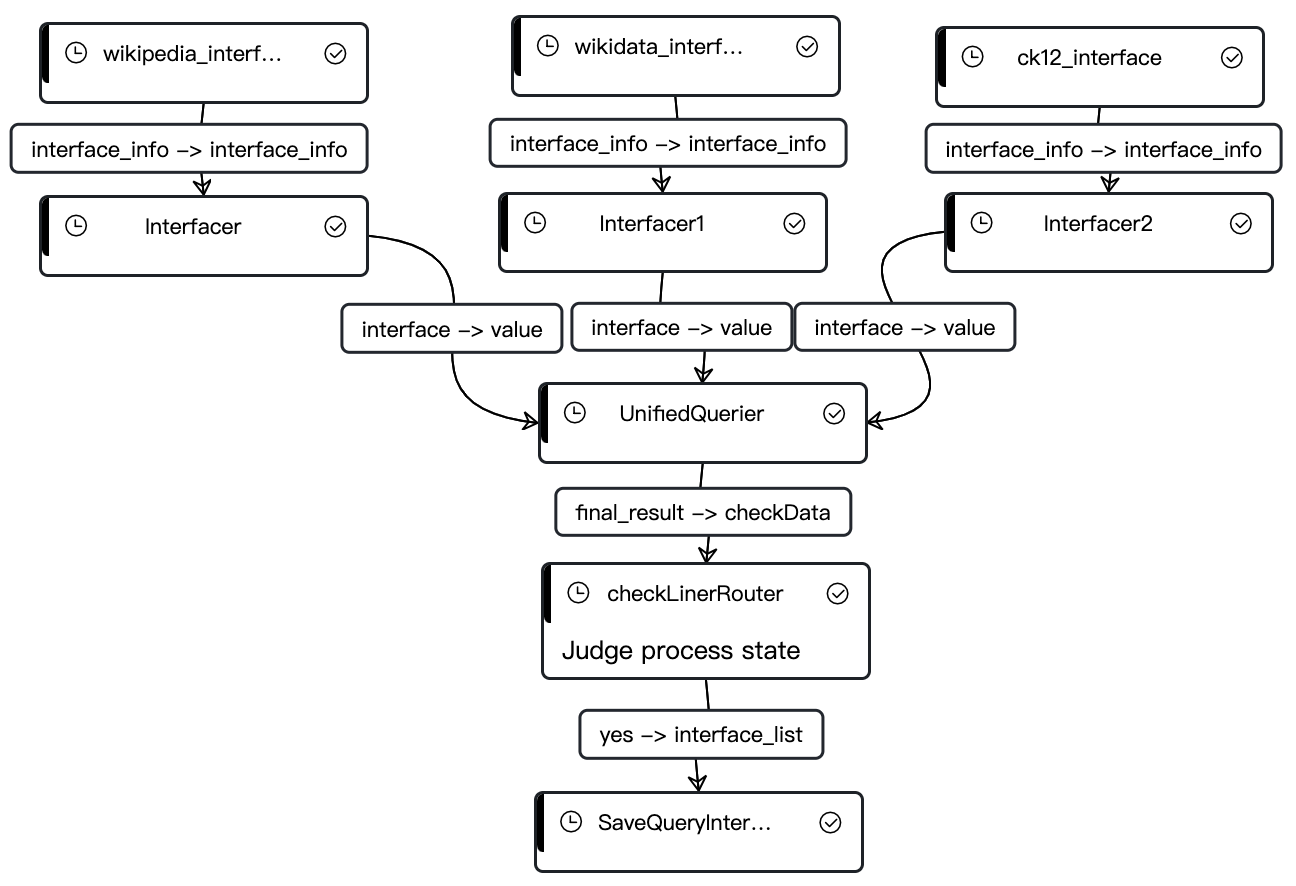 wikipedia_interf...
wikidata_interf...
ck12_interface
interface_info -> interface_info
interface_info -> interface_info
interface_info -> interface_info
Interfacer
Interfacer1
Interfacer2
interface -> value
interface -> value
interface -> value
UnifiedQuerier
final_result -> checkData
checkLinerRouter
Judge process state
yes -> interface_list
SaveQueryInter...